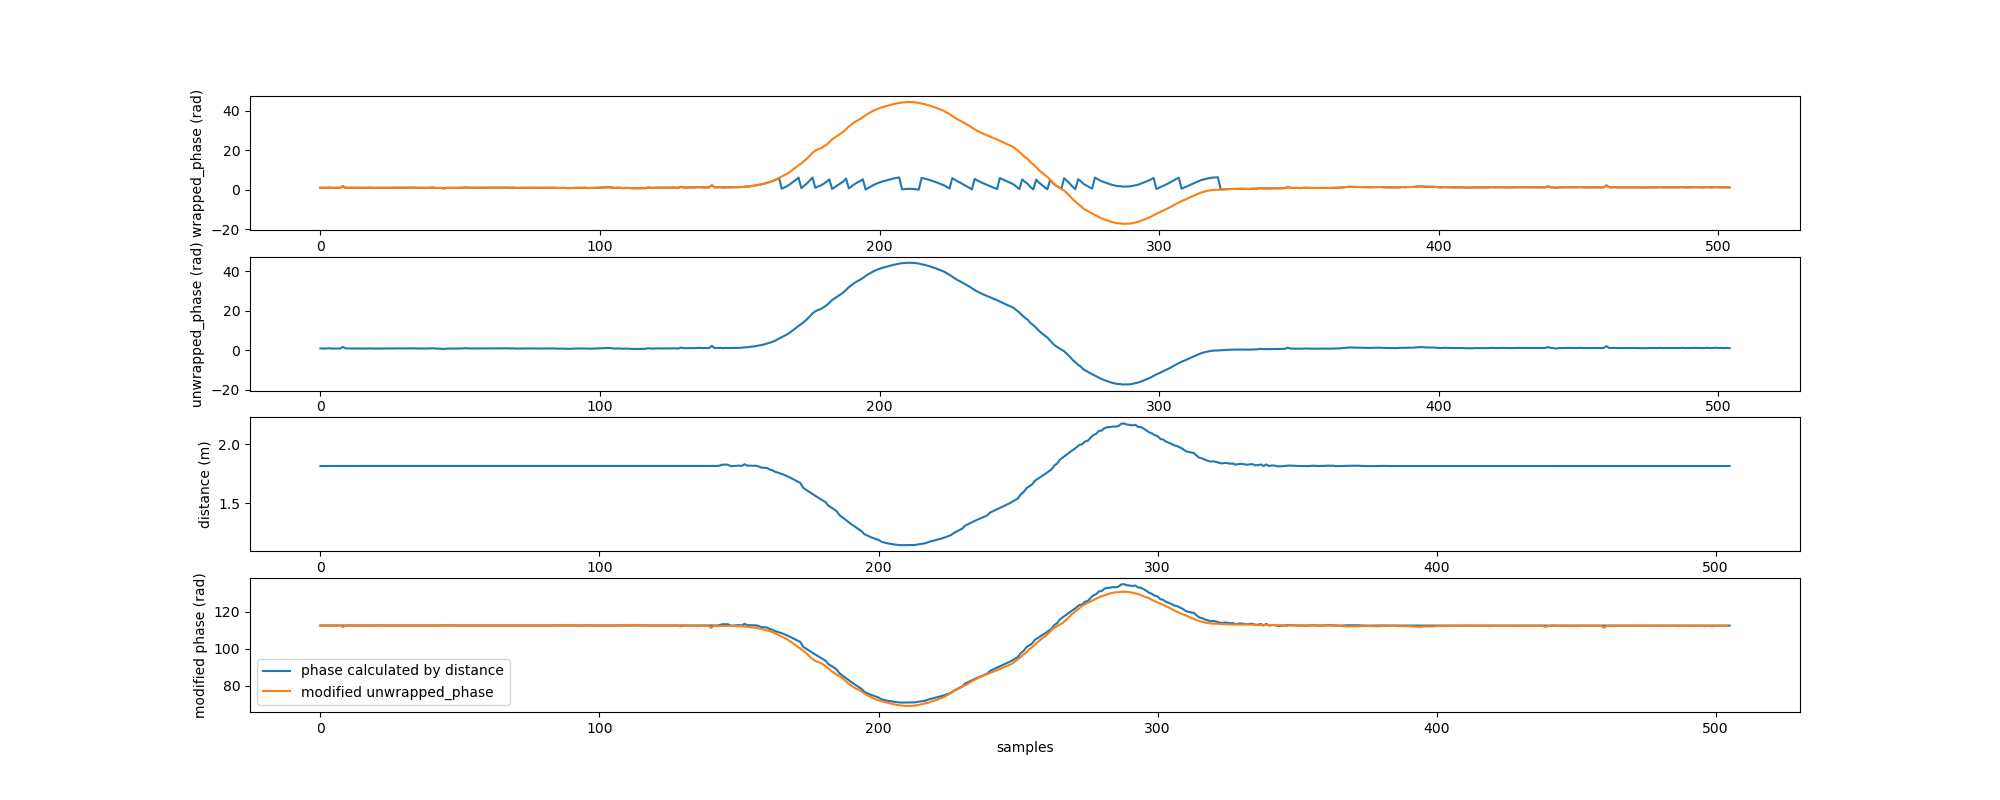 wrapped_phase (rad)
40
20
0
−20
0 100 200 300 400 500
unwrapped_phase (rad)
40
20
0
−20
0 100 200 300 400 500
distance (m)
2.0
1.5
0 100 200 300 400 500
modified phase (rad)
120
100
80
phase calculated by distance
modified unwrapped_phase
0 100 200 300 400 500
samples